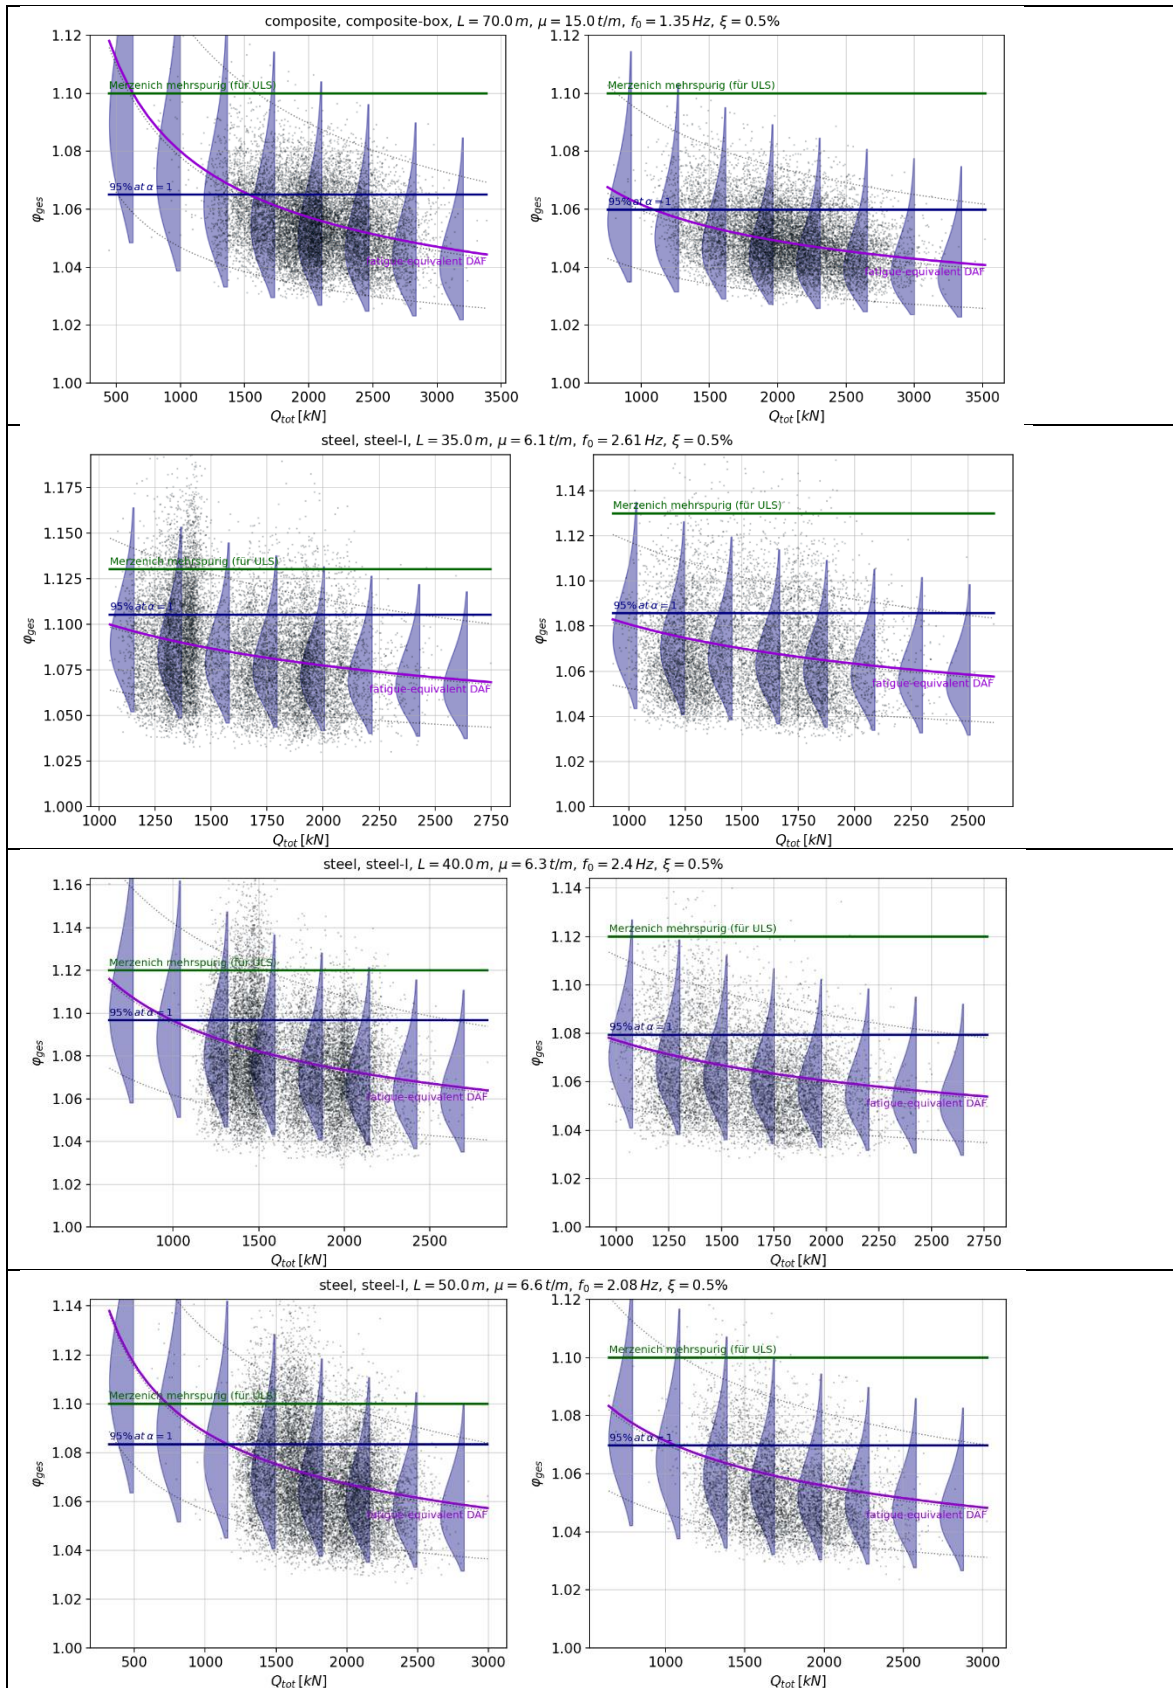 composite, composite-box, L = 70.0 m, μ = 15.0 t/m, f₀ = 1.35 Hz, ξ = 0.5%
1.12
1.10
1.08
1.06
1.04
1.02
1.00
φges
Merzenich mehrspurig (für ULS)
95% at α = 1
fatigue-equivalent DAF
500 1000 1500 2000 2500 3000 3500
Qtot [kN]
1.12
1.10
1.08
1.06
1.04
1.02
1.00
φges
Merzenich mehrspurig (für ULS)
95% at α = 1
fatigue-equivalent DAF
1000 1500 2000 2500 3000 3500
Qtot [kN]
steel, steel-I, L = 35.0 m, μ = 6.1 t/m, f₀ = 2.61 Hz, ξ = 0.5%
1.175
1.150
1.125
1.100
1.075
1.050
1.025
1.000
φges
Merzenich mehrspurig (für ULS)
95% at α = 1
fatigue-equivalent DAF
1000 1250 1500 1750 2000 2250 2500 2750
Qtot [kN]
1.14
1.12
1.10
1.08
1.06
1.04
1.02
1.00
φges
Merzenich mehrspurig (für ULS)
95% at α = 1
fatigue-equivalent DAF
1000 1250 1500 1750 2000 2250 2500
Qtot [kN]
steel, steel-I, L = 40.0 m, μ = 6.3 t/m, f₀ = 2.4 Hz, ξ = 0.5%
1.16
1.14
1.12
1.10
1.08
1.06
1.04
1.02
1.00
φges
Merzenich mehrspurig (für ULS)
95% at α = 1
fatigue-equivalent DAF
1000 1500 2000 2500
Qtot [kN]
1.14
1.12
1.10
1.08
1.06
1.04
1.02
1.00
φges
Merzenich mehrspurig (für ULS)
95% at α = 1
fatigue-equivalent DAF
1000 1250 1500 1750 2000 2250 2500 2750
Qtot [kN]
steel, steel-I, L = 50.0 m, μ = 6.6 t/m, f₀ = 2.08 Hz, ξ = 0.5%
1.14
1.12
1.10
1.08
1.06
1.04
1.02
1.00
φges
Merzenich mehrspurig (für ULS)
95% at α = 1
fatigue-equivalent DAF
500 1000 1500 2000 2500 3000
Qtot [kN]
1.12
1.10
1.08
1.06
1.04
1.02
1.00
φges
Merzenich mehrspurig (für ULS)
95% at α = 1
fatigue-equivalent DAF
1000 1500 2000 2500 3000
Qtot [kN]